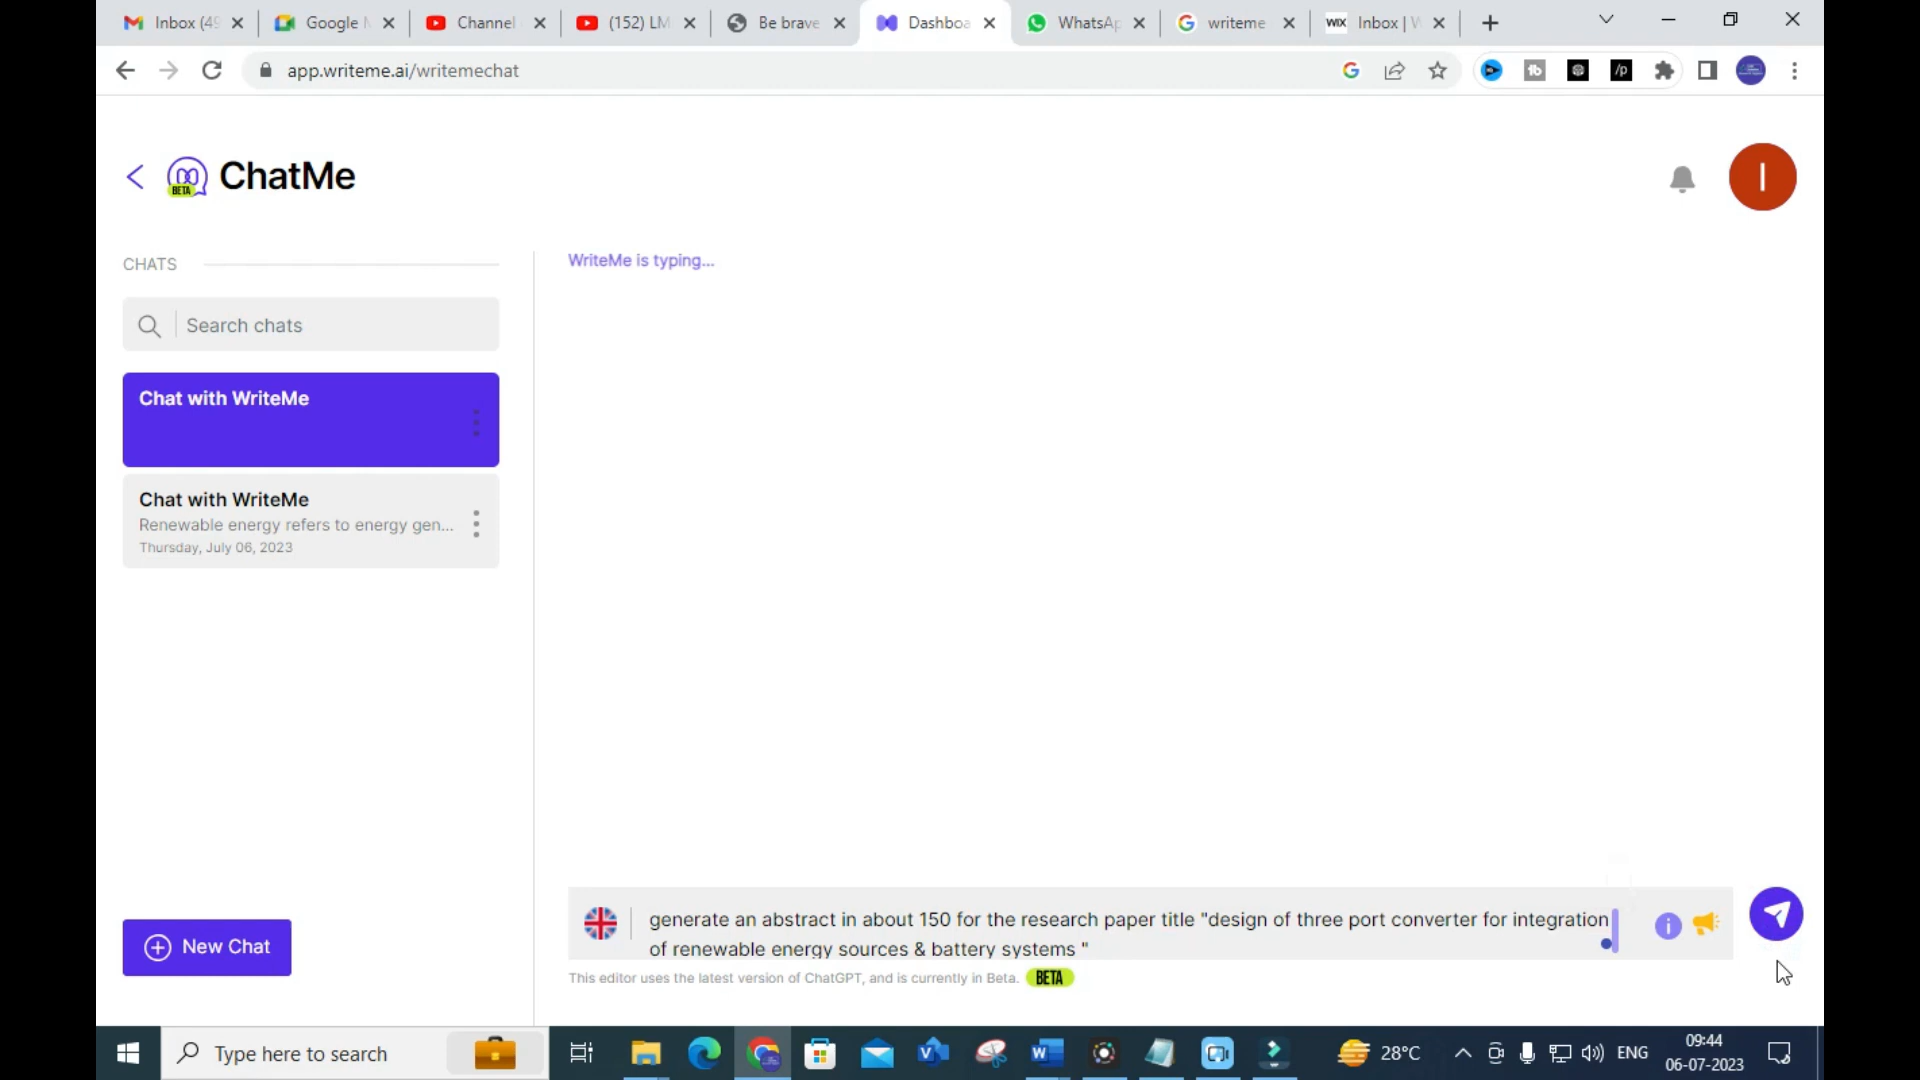 Inbox (49
Google M
Channel
(152) LM
Be brave
Dashboa
WhatsAp
writeme
WIX Inbox | W
app.writeme.ai/writemechat
BETA
ChatMe
I
CHATS
Search chats
Chat with WriteMe
Chat with WriteMe
Renewable energy refers to energy gen...
Thursday, July 06, 2023
New Chat
WriteMe is typing...
generate an abstract in about 150 for the research paper title "design of three port converter for integration
of renewable energy sources & battery systems "
This editor uses the latest version of ChatGPT, and is currently in Beta. BETA
Type here to search
28°C
ENG
09:44
06-07-2023